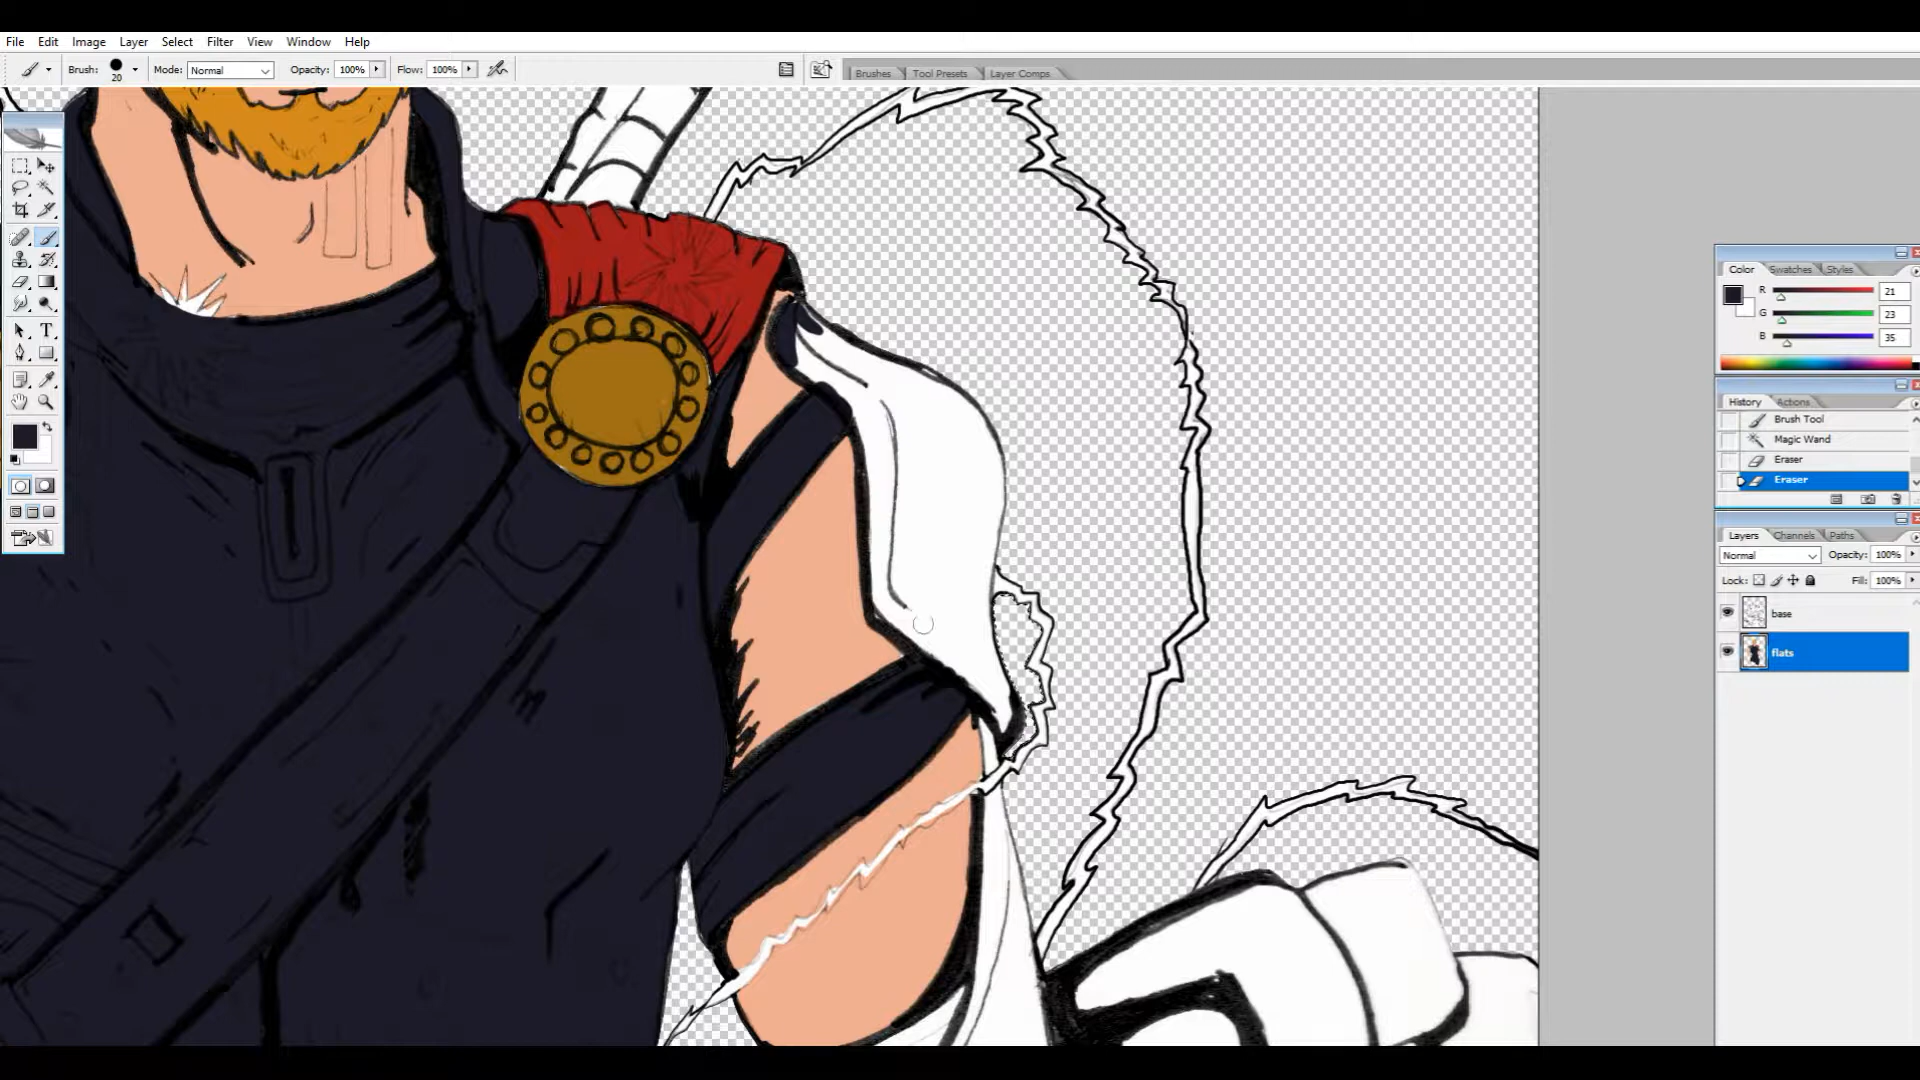 File Edit Image Layer Select Filter View Window Help
Brush: 20 Mode: Normal Opacity: 100% Flow: 100% Brushes Tool Presets Layer Comps
Color Swatches Styles
R 21
G 23
B 35
History Actions
Brush Tool
Magic Wand
Eraser
Eraser
Layers Channels Paths
Normal Opacity: 100%
Lock: Fill: 100%
base
flats